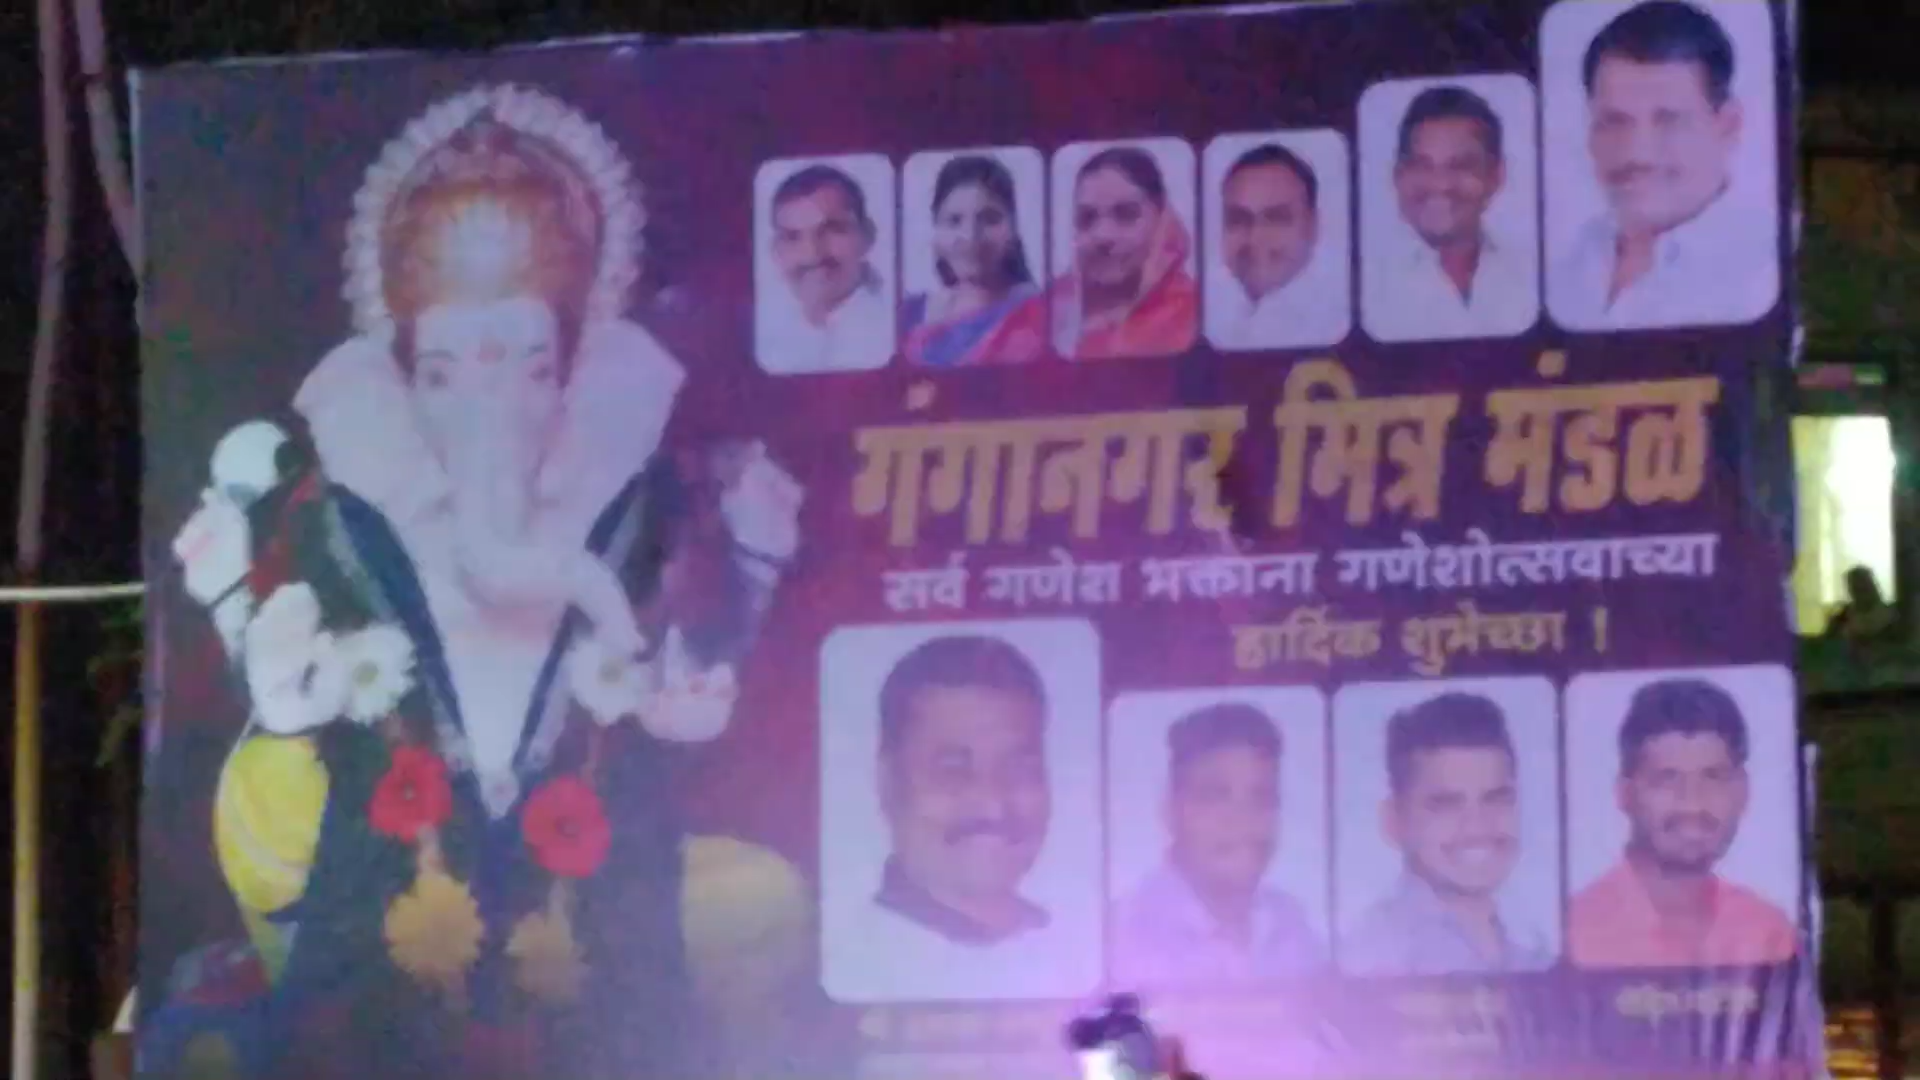 गंगानगर मित्र मंडळ
सर्व गणेश भक्तांना गणेशोत्सवाच्या
हार्दिक शुभेच्छा !